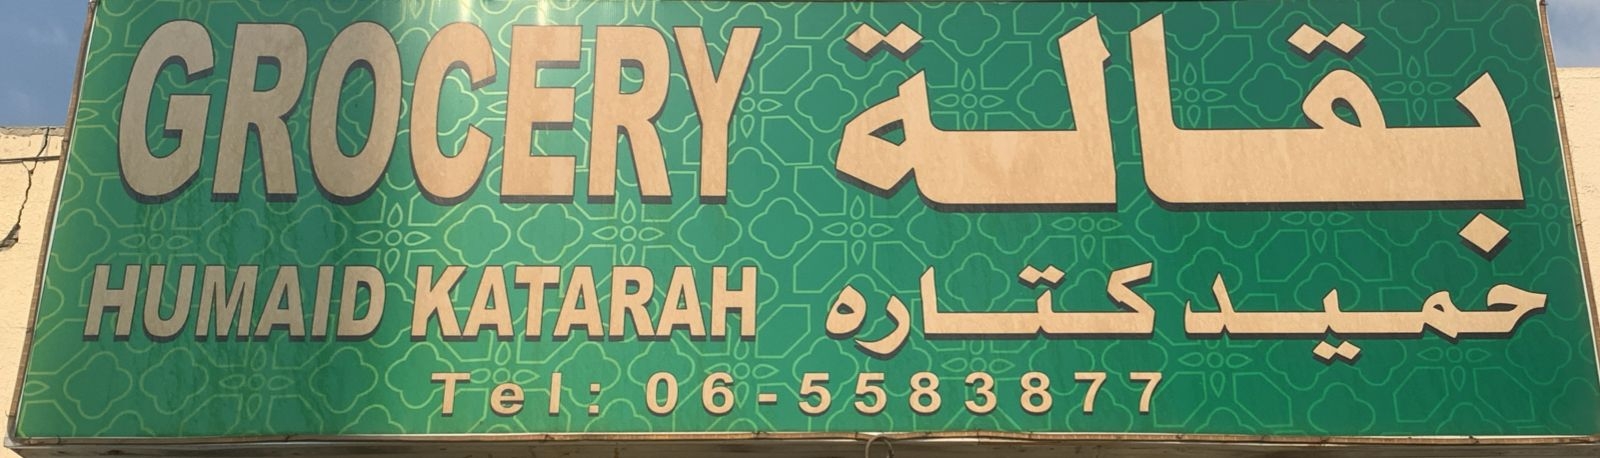 GROCERY بقالة
HUMAID KATARAH حميد كتاره
Tel: 06-5583877